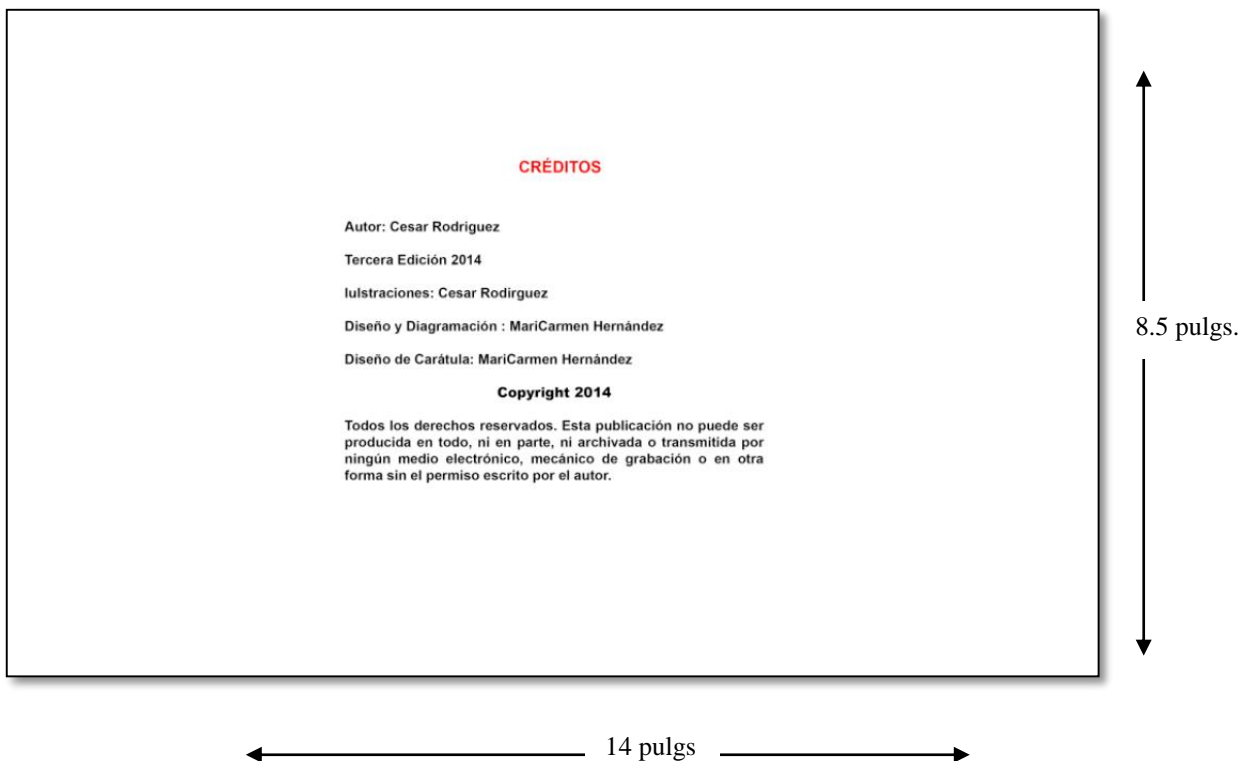 CRÉDITOS
Autor: Cesar Rodriguez
Tercera Edición 2014
Iulstraciones: Cesar Rodirguez
8.5 pulgs.
Diseño y Diagramación : MariCarmen Hernández
Diseño de Carátula: MariCarmen Hernández
Copyright 2014
Todos los derechos reservados. Esta publicación no puede ser
producida en todo, ni en parte, ni archivada o transmitida por
ningún medio electrónico, mecánico de grabación o en otra
forma sin el permiso escrito por el autor.
14 pulgs